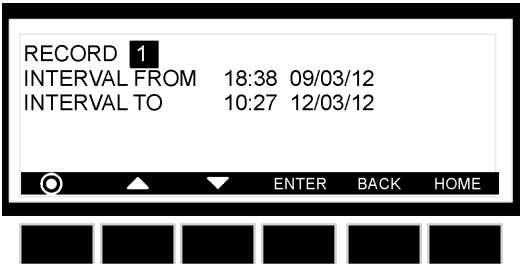 RECORD 1
INTERVAL FROM 18:38 09/03/12
INTERVAL TO 10:27 12/03/12
ENTER BACK HOME